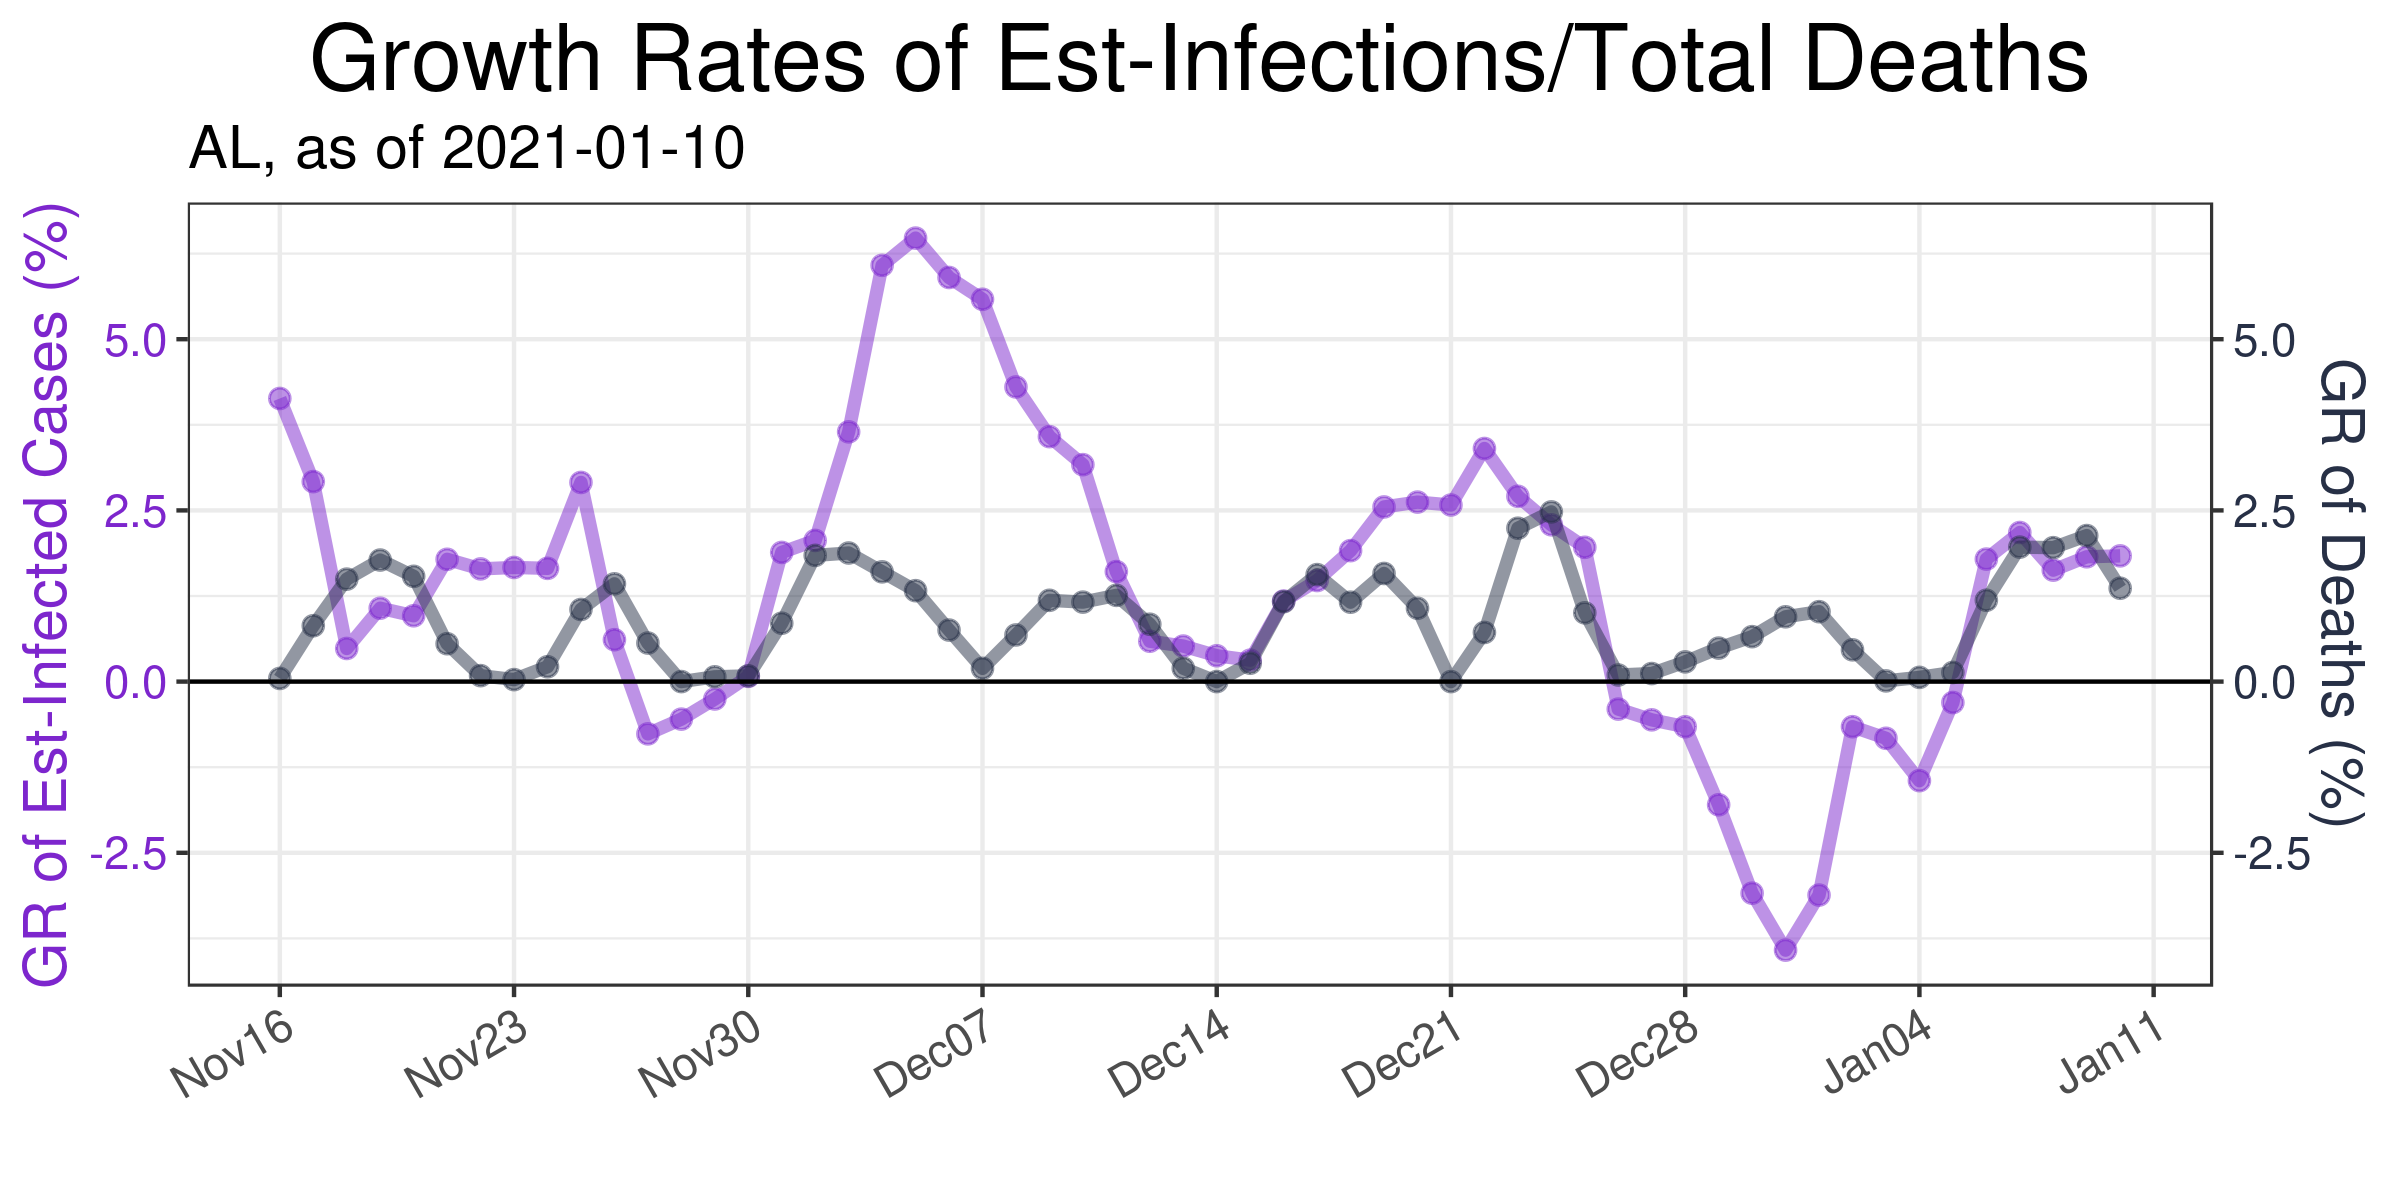 Growth Rates of Est-Infections/Total Deaths
AL, as of 2021-01-10
GR of Est-Infected Cases (%)
5.0
2.5
0.0
-2.5
5.0
2.5
0.0
-2.5
GR of Deaths (%)
Nov16
Nov23
Nov30
Dec07
Dec14
Dec21
Dec28
Jan04
Jan11